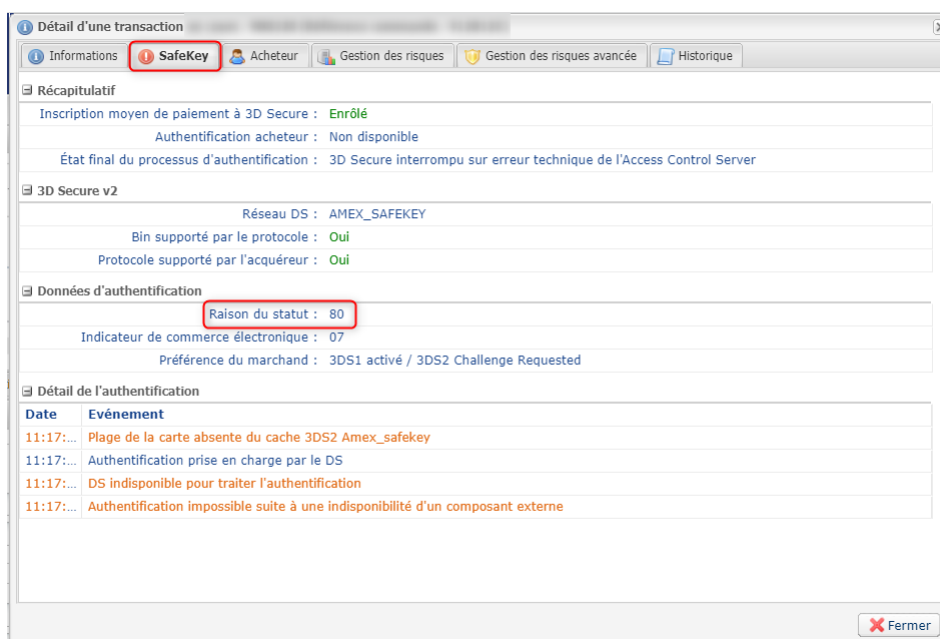 Détail d'une transaction
Informations SafeKey Acheteur Gestion des risques Gestion des risques avancée Historique
Récapitulatif
Inscription moyen de paiement à 3D Secure : Enrôlé
Authentification acheteur : Non disponible
État final du processus d'authentification : 3D Secure interrompu sur erreur technique de l'Access Control Server
3D Secure v2
Réseau DS : AMEX_SAFEKEY
Bin supporté par le protocole : Oui
Protocole supporté par l'acquéreur : Oui
Données d'authentification
Raison du statut : 80
Indicateur de commerce électronique : 07
Préférence du marchand : 3DS1 activé / 3DS2 Challenge Requested
Détail de l'authentification
Date Evénement
11:17:... Plage de la carte absente du cache 3DS2 Amex_safekey
11:17:... Authentification prise en charge par le DS
11:17:... DS indisponible pour traiter l'authentification
11:17:... Authentification impossible suite à une indisponibilité d'un composant externe
Fermer